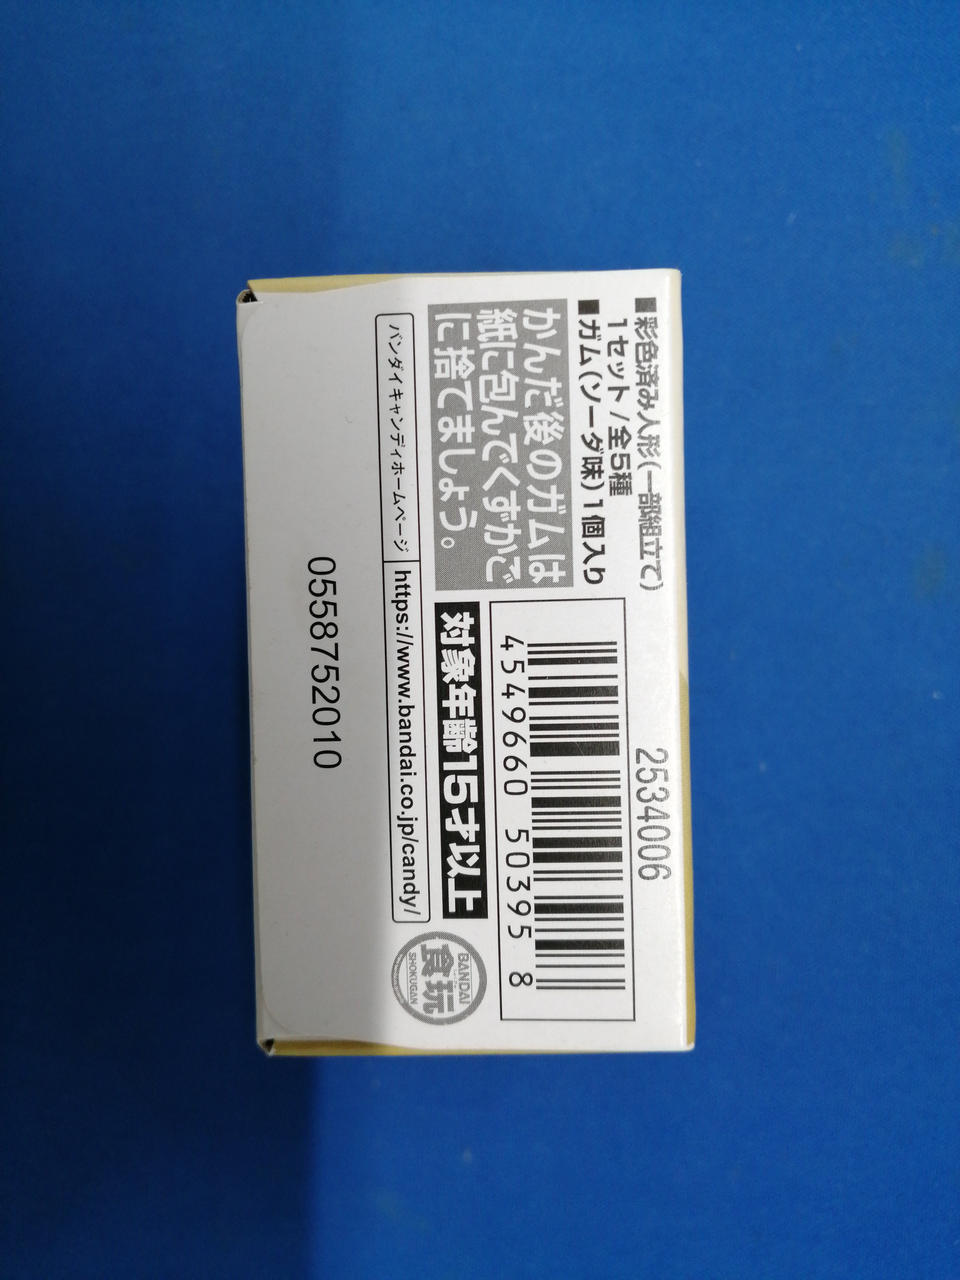 ■彩色済み人形(一部組立て)
1セット/全5種
■ガム(ソーダ味)1個入り
かんだ後のガムは
紙に包んでくずかご
に捨てましょう。
バンダイキャンディホームページ https://www.bandai.co.jp/candy/
2534006
4549660 50395 8
対象年齢15才以上
BANDAI
食玩
SHOKUGAN
0558752010